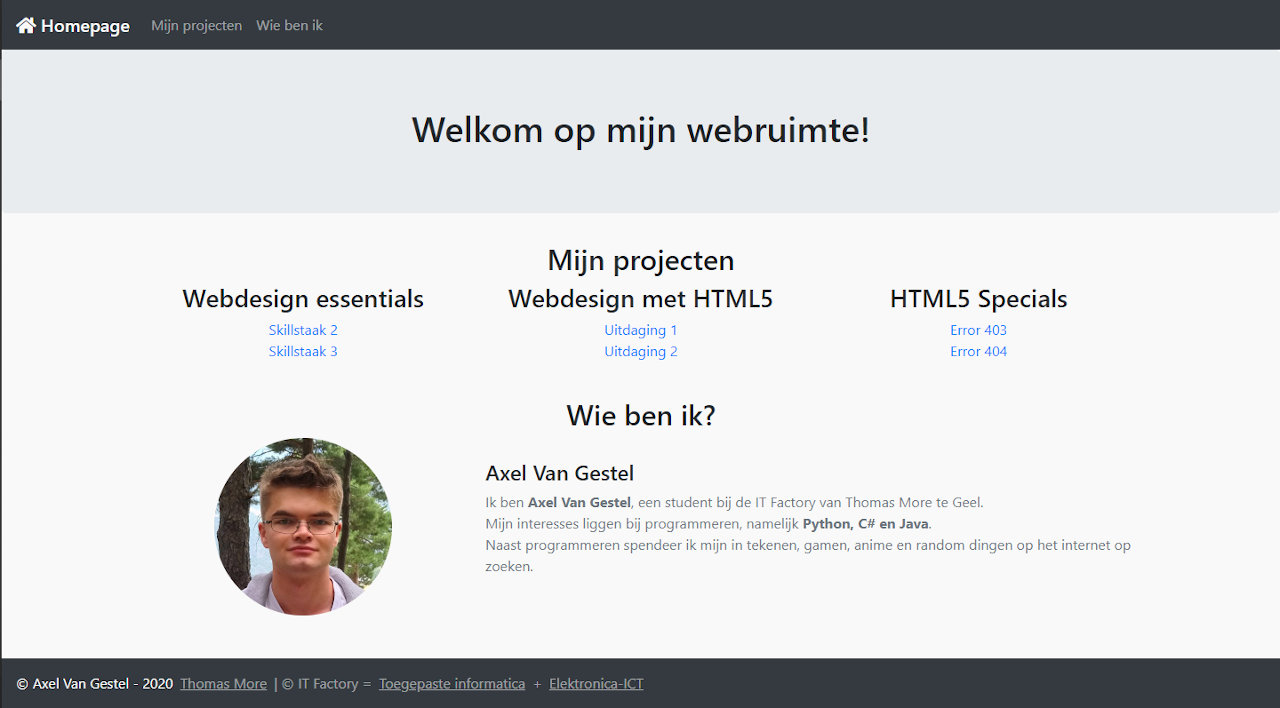 Homepage Mijn projecten Wie ben ik
Welkom op mijn webruimte!
Mijn projecten
Webdesign essentials
Skillstaak 2
Skillstaak 3
Webdesign met HTML5
Uitdaging 1
Uitdaging 2
HTML5 Specials
Error 403
Error 404
Wie ben ik?
Axel Van Gestel
Ik ben Axel Van Gestel, een student bij de IT Factory van Thomas More te Geel.
Mijn interesses liggen bij programmeren, namelijk Python, C# en Java.
Naast programmeren spendeer ik mijn in tekenen, gamen, anime en random dingen op het internet op
zoeken.
© Axel Van Gestel - 2020 Thomas More | © IT Factory = Toegepaste informatica + Elektronica-ICT